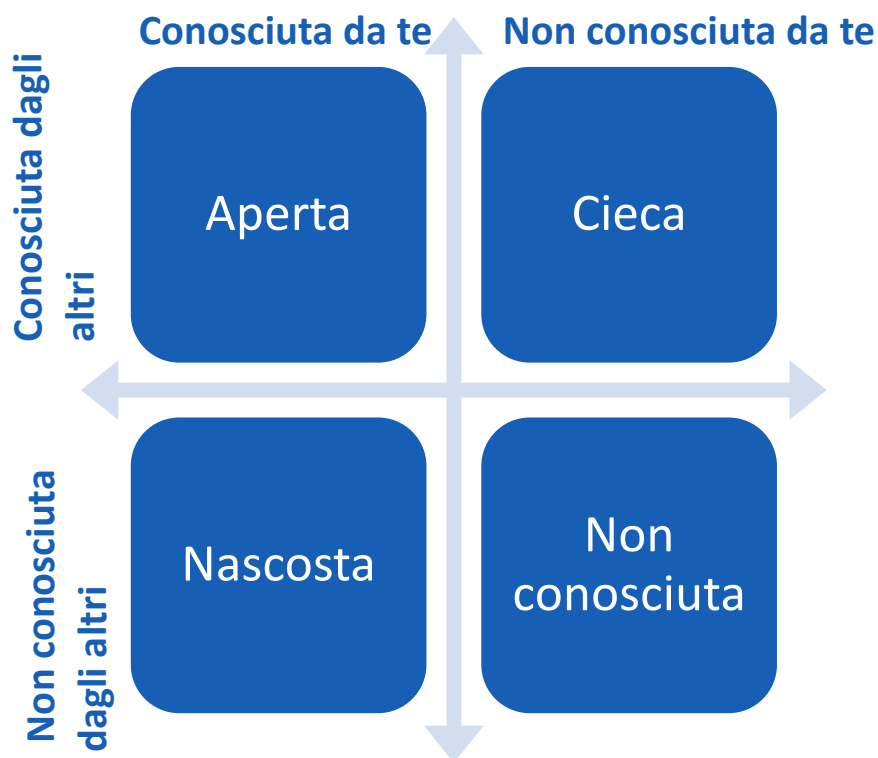 Conosciuta da te
Non conosciuta da te
Conosciuta dagli
altri
Aperta
Cieca
Non conosciuta
dagli altri
Nascosta
Non
conosciuta